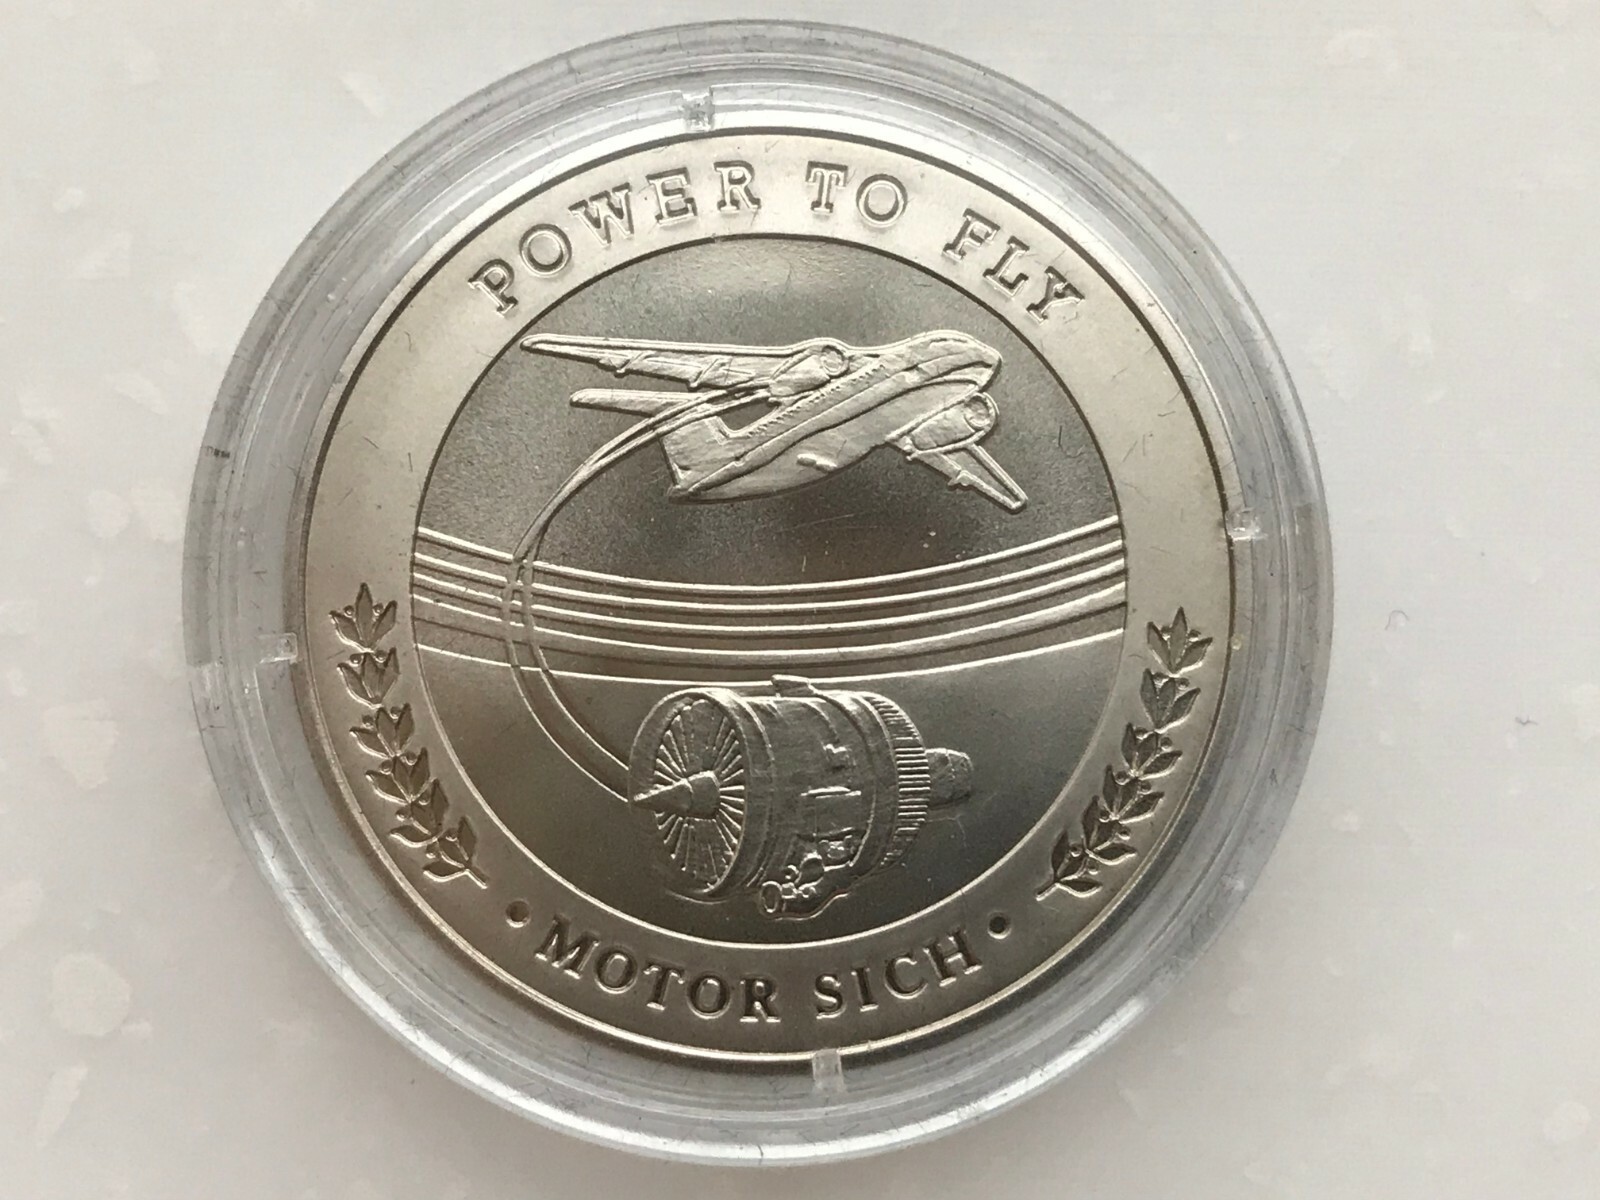 POWER TO FLY
• MOTOR SICH •